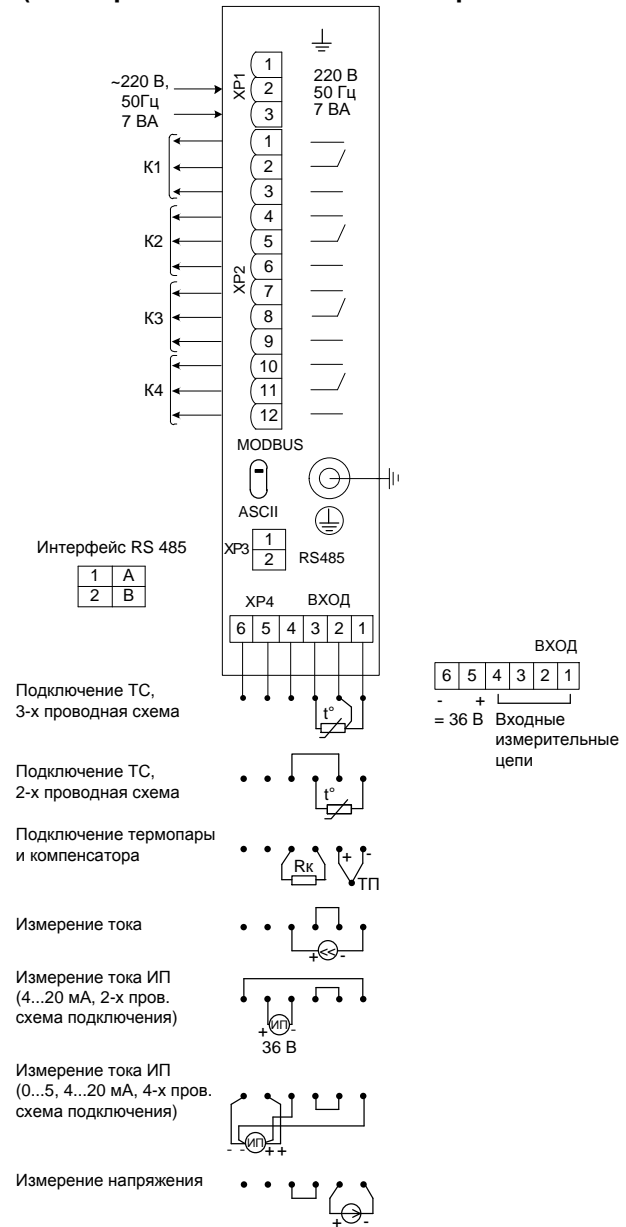 ~220 В,
50Гц
7 ВА
ХР1
1
2
3
220 В
50 Гц
7 ВА
К1
К2
К3
К4
ХР2
1
2
3
4
5
6
7
8
9
10
11
12
MODBUS
ASCII
Интерфейс RS 485
1 A
2 B
ХР3
1
2
RS485
ХР4 ВХОД
6 5 4 3 2 1
ВХОД
6 5 4 3 2 1
- +
= 36 В Входные
измерительные
цепи
Подключение ТС,
3-х проводная схема
t°
Подключение ТС,
2-х проводная схема
t°
Подключение термопары
и компенсатора
Rк
+ -
ТП
Измерение тока
+ << -
Измерение тока ИП
(4...20 мА, 2-х пров.
схема подключения)
+ ИП -
36 В
Измерение тока ИП
(0...5, 4...20 мА, 4-х пров.
схема подключения)
- - ИП ++
Измерение напряжения
+ -